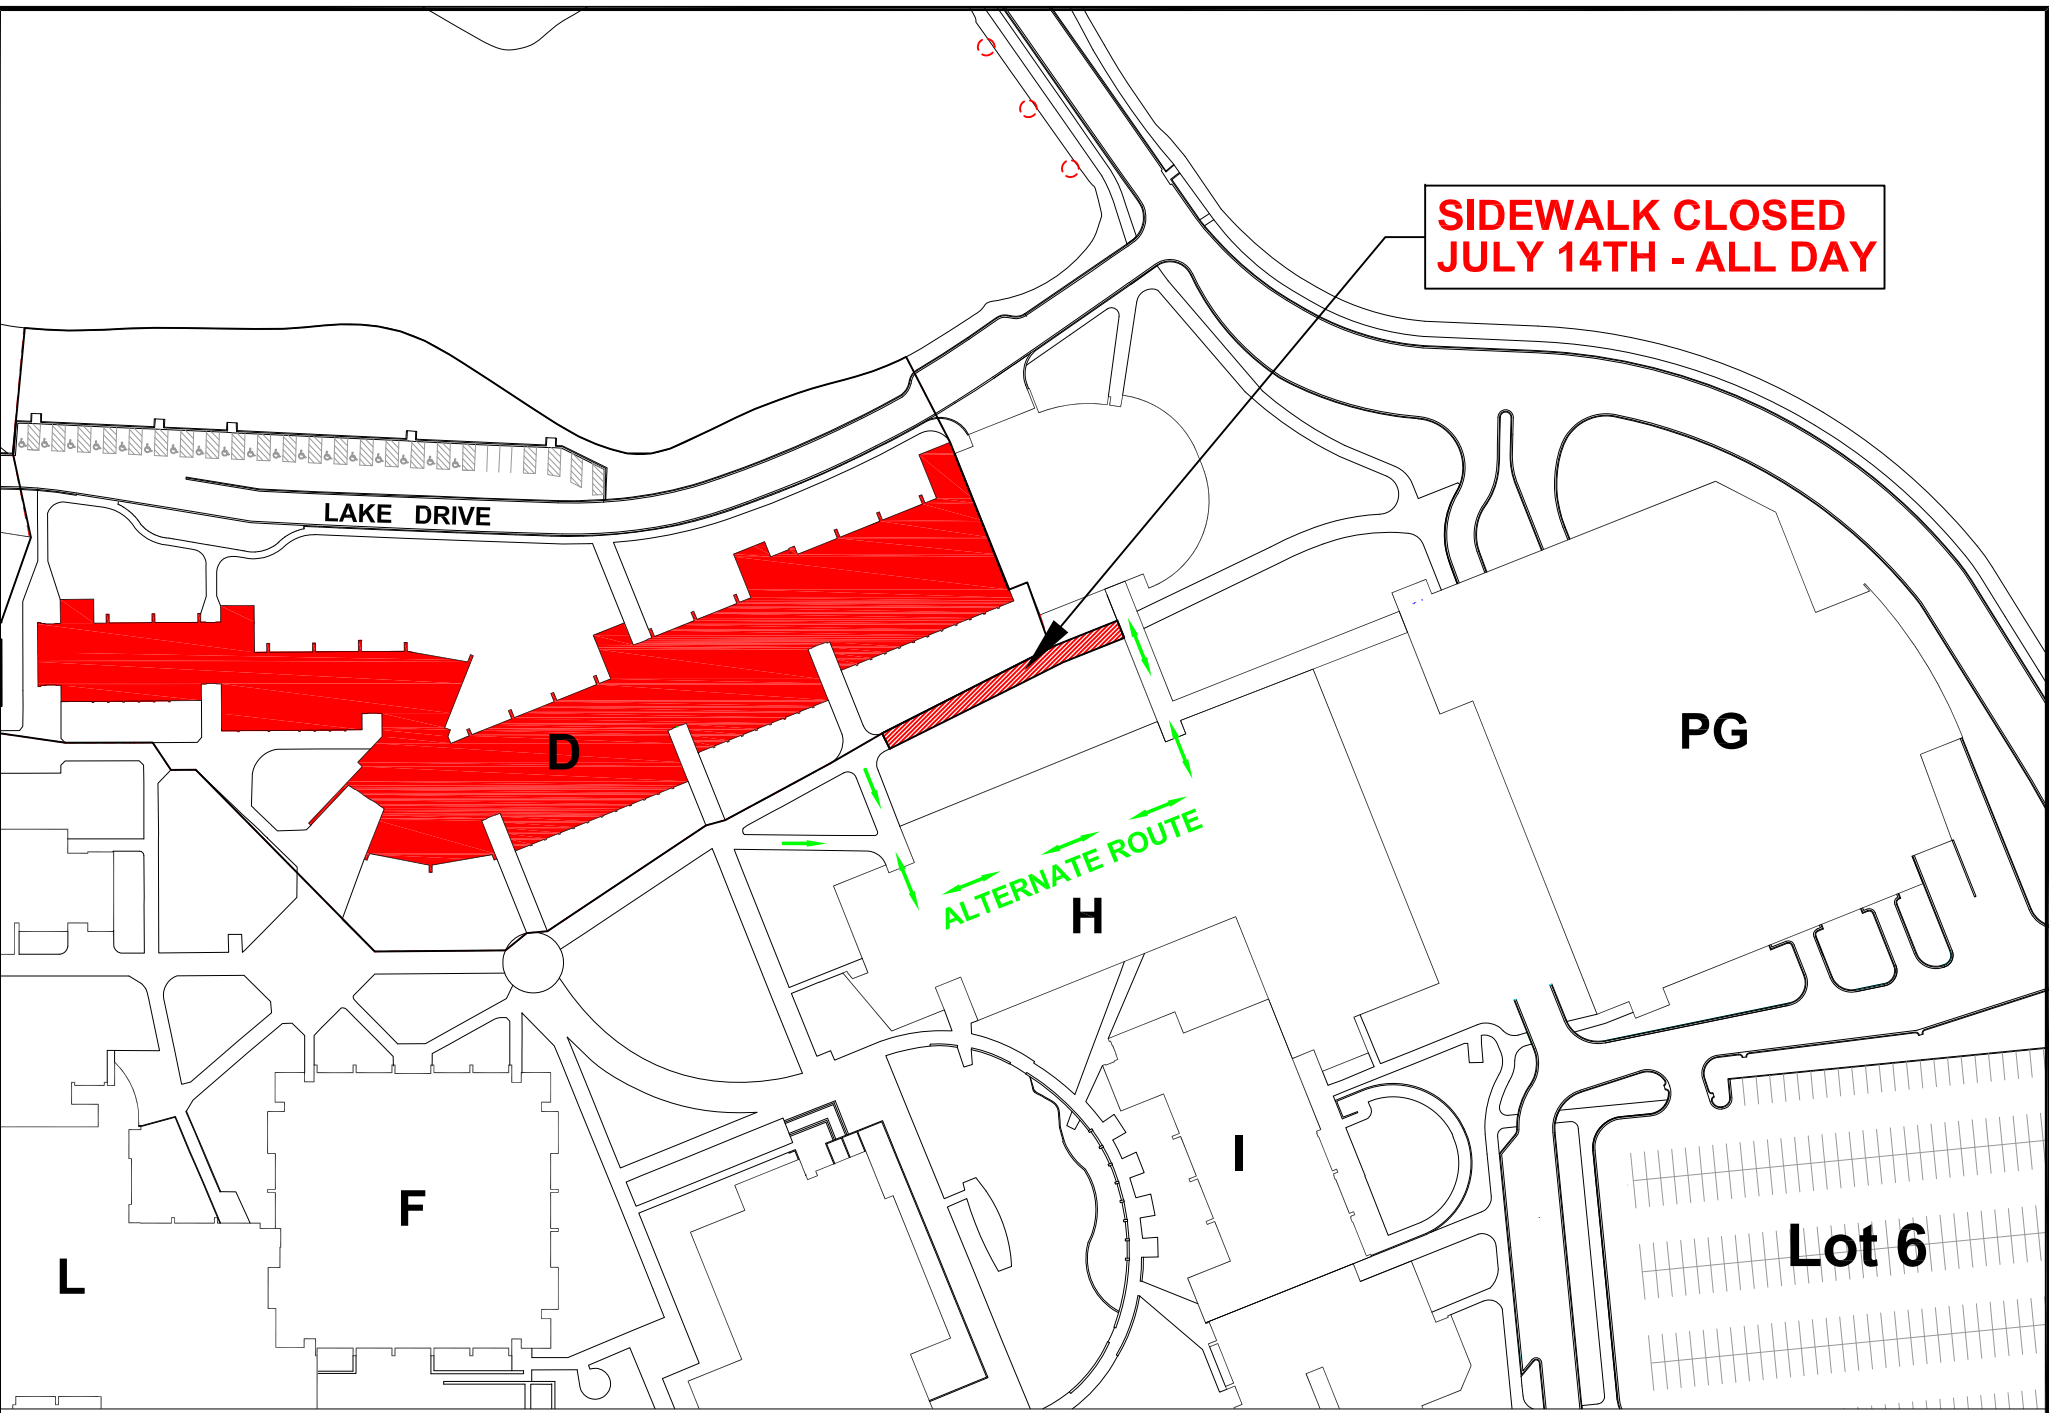 SIDEWALK CLOSED
JULY 14TH - ALL DAY
LAKE DRIVE
D
PG
ALTERNATE ROUTE
H
I
F
L
Lot 6